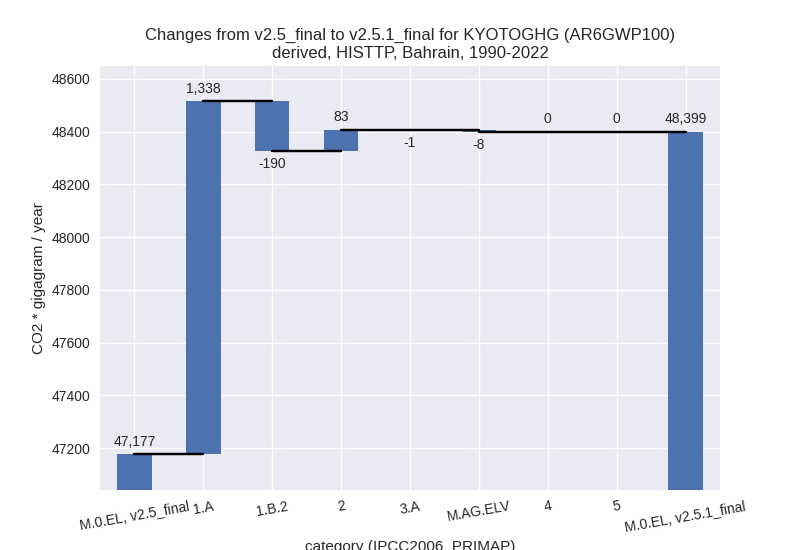 Changes from v2.5_final to v2.5.1_final for KYOTOGHG (AR6GWP100)
derived, HISTTP, Bahrain, 1990-2022
CO2 * gigagram / year
48600
48400
48200
48000
47800
47600
47400
47200
47,177
1,338
-190
83
-1
-8
0
0
48,399
M.0.EL, v2.5_final
1.A
1.B.2
2
3.A
M.AG.ELV
4
5
M.0.EL, v2.5.1_final
category (IPCC2006_PRIMAP)